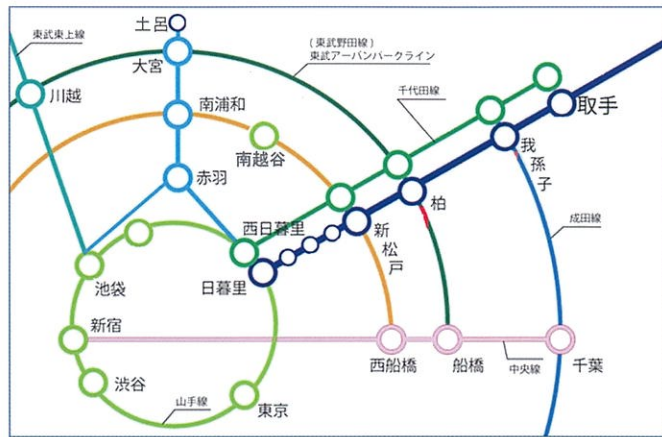 土呂
東武東上線
大宮
(東武野田線)
東武アーバンパークライン
川越
南浦和
千代田線
取手
南越谷
我孫子
赤羽
柏
西日暮里
新松戸
成田線
池袋
日暮里
新宿
西船橋
船橋
中央線
千葉
渋谷
山手線
東京